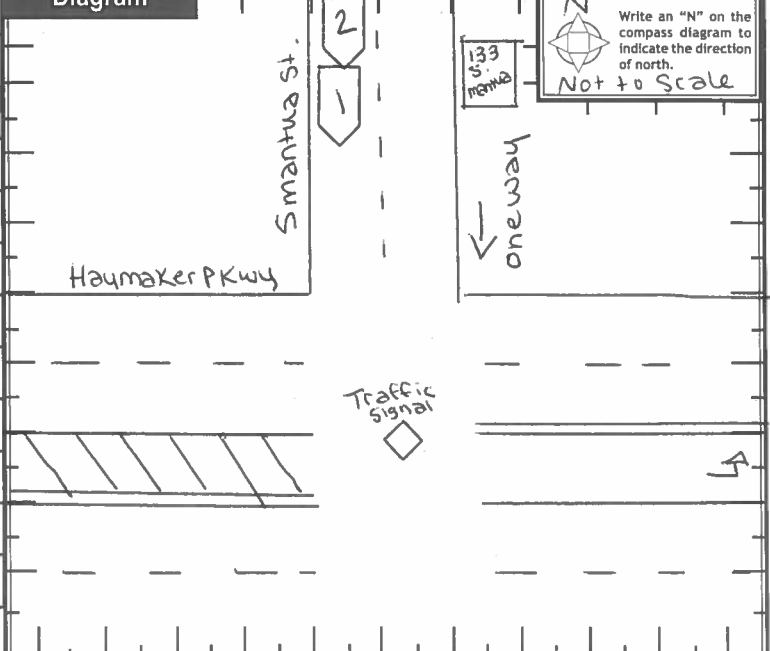 Diagram
2
1
S mantua St.
133
S.
mantua
N
Write an “N” on the
compass diagram to
indicate the direction
of north.
Not to Scale
one way
Haymaker PKwy
Traffic
Signal